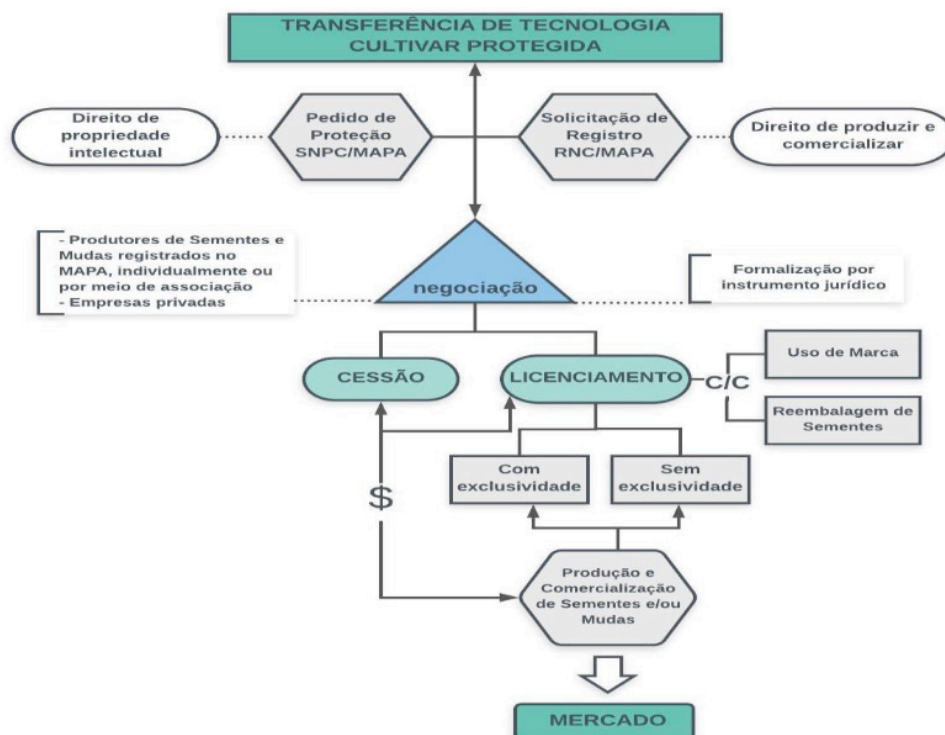 TRANSFERÊNCIA DE TECNOLOGIA
CULTIVAR PROTEGIDA
Direito de
propriedade
intelectual
Pedido de
Proteção
SNPC/MAPA
Solicitação de
Registro
RNC/MAPA
Direito de produzir e
comercializar
- Produtores de Sementes e
Mudas registrados no
MAPA, individualmente ou
por meio de associação
- Empresas privadas
negociação
Formalização por
instrumento jurídico
CESSÃO
LICENCIAMENTO
C/C
Uso de Marca
Reembalagem de
Sementes
Com
exclusividade
Sem
exclusividade
$
Produção e
Comercialização
de Sementes e/ou
Mudas
MERCADO